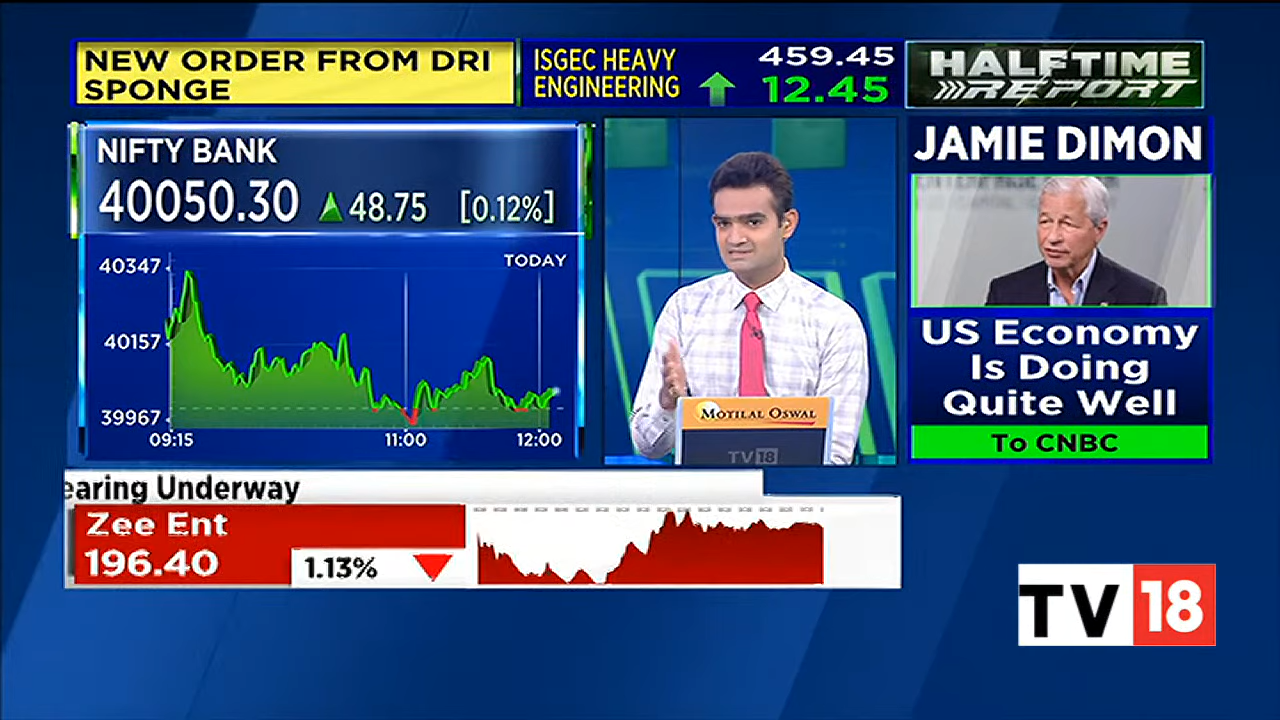 NEW ORDER FROM DRI
SPONGE
ISGEC HEAVY
ENGINEERING
459.45
12.45
HALFTIME
REPORT
NIFTY BANK
40050.30
48.75
[0.12%]
TODAY
40347
40157
39967
09:15
11:00
12:00
MOTILAL OSWAL
TV18
JAMIE DIMON
US Economy
Is Doing
Quite Well
To CNBC
earing Underway
Zee Ent
196.40
1.13%
TV18